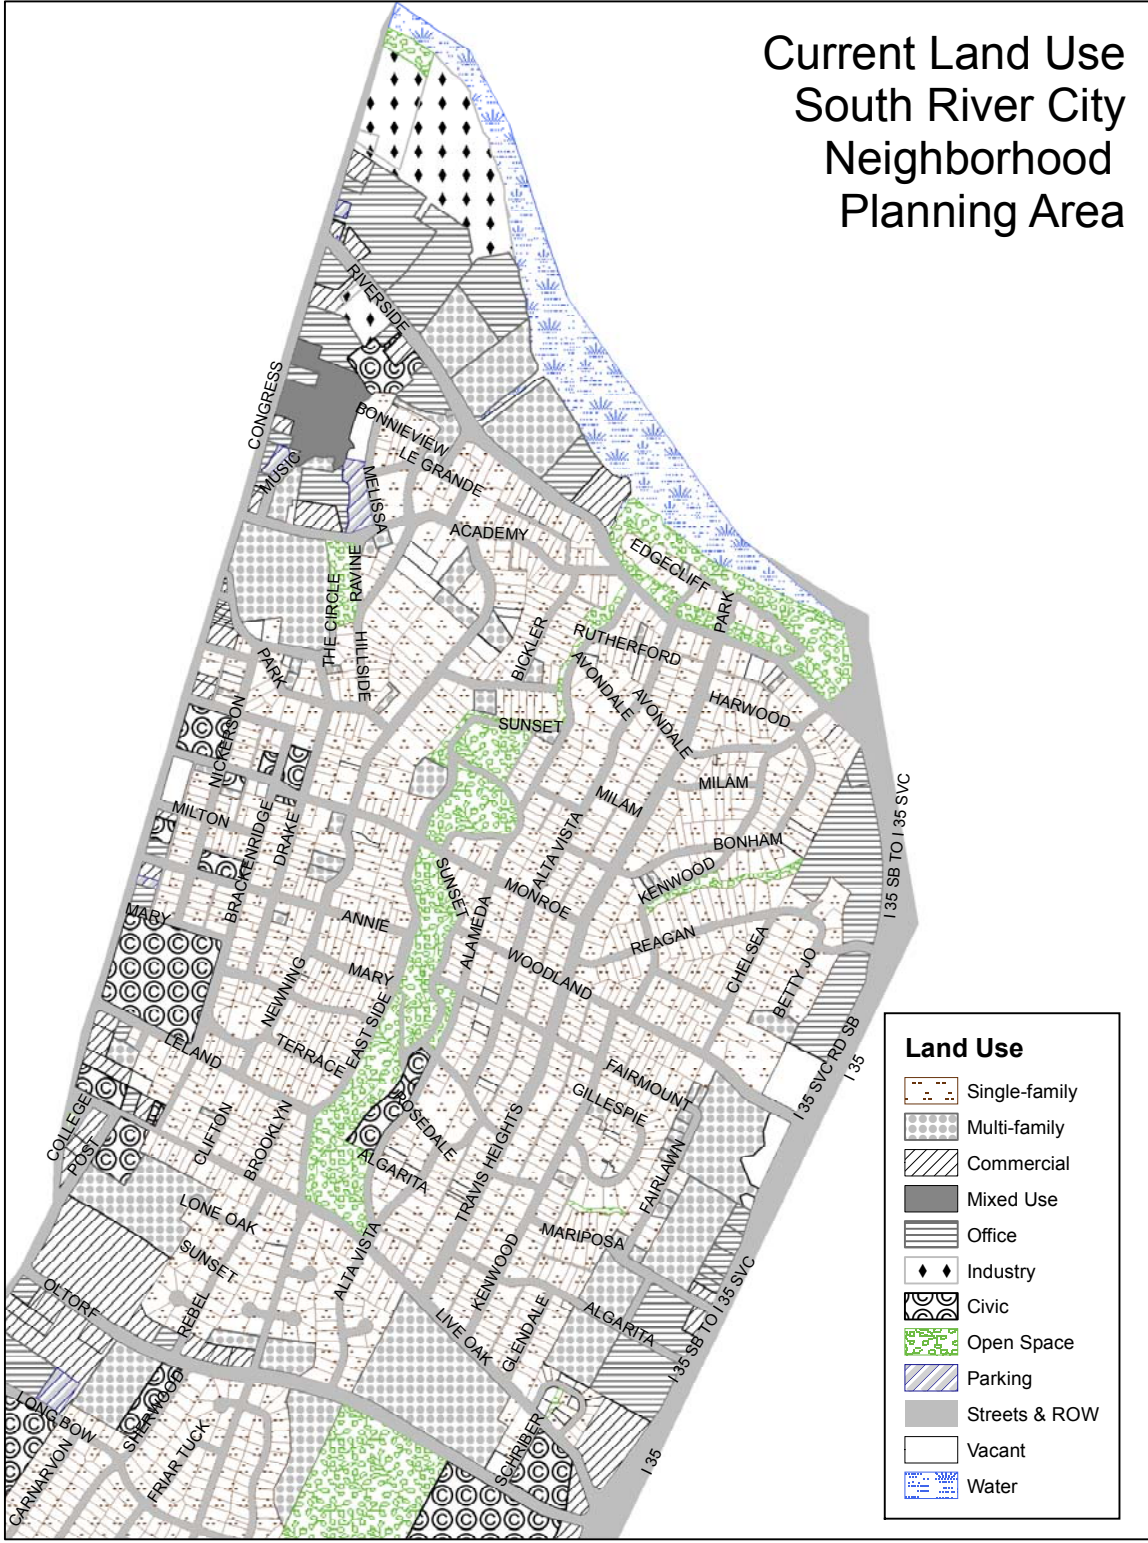 Current Land Use
South River City
Neighborhood
Planning Area
RIVERSIDE
CONGRESS
BONNIEVIEW
LE GRANDE
MUSIC
MELISSA
ACADEMY
EDGECLIFF
PARK
THE CIRCLE
RAVINE
HILLSIDE
BICKLER
RUTHERFORD
AVONDALE
AVONDALE
HARWOOD
PARK
SUNSET
NICKERSON
MILAM
MILAM
I 35 SB TO I 35 SVC
MILTON
BRACKENRIDGE
DRAKE
ALTA VISTA
BONHAM
KENWOOD
SUNSET
MONROE
MARY
ANNIE
ALAMEDA
REAGAN
CHELSEA
BETTY JO
WOODLAND
MARY
NEWNING
EAST SIDE
TERRACE
LELAND
I 35 SVC RD SB
I 35
FAIRMOUNT
GILLESPIE
COLLEGE
POST
CLIFTON
BROOKLYN
ROSEDALE
ALGARITA
TRAVIS HEIGHTS
FAIRLAWN
LONE OAK
MARIPOSA
SUNSET
ALTA VISTA
KENWOOD
OLTORF
REBEL
LIVE OAK
GLENDALE
ALGARITA
I 35 SB TO I 35 SVC
LONG BOW
SHERWOOD
FRIAR TUCK
CARNARVON
SCHRIBER
I 35
Land Use
Single-family
Multi-family
Commercial
Mixed Use
Office
Industry
Civic
Open Space
Parking
Streets & ROW
Vacant
Water